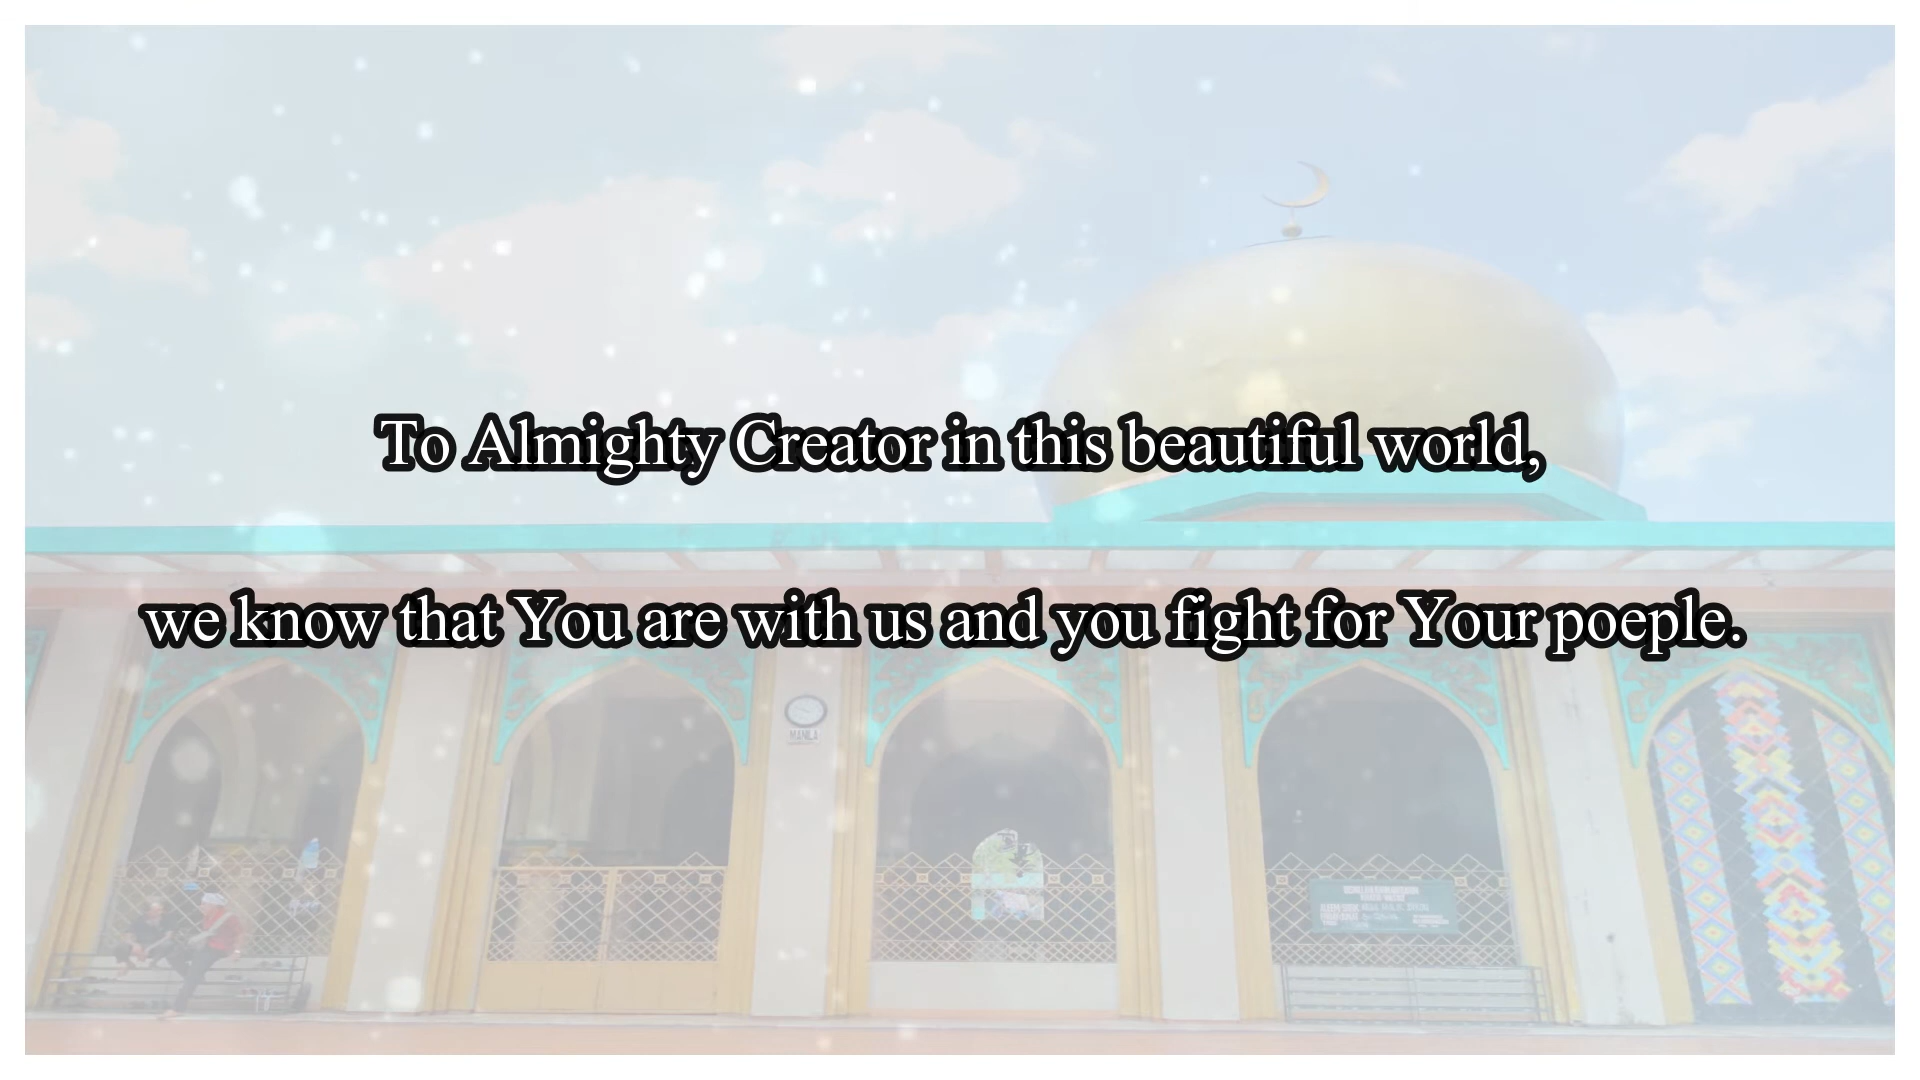 To Almighty Creator in this beautiful world,
we know that You are with us and you fight for Your poeple.
MANILA